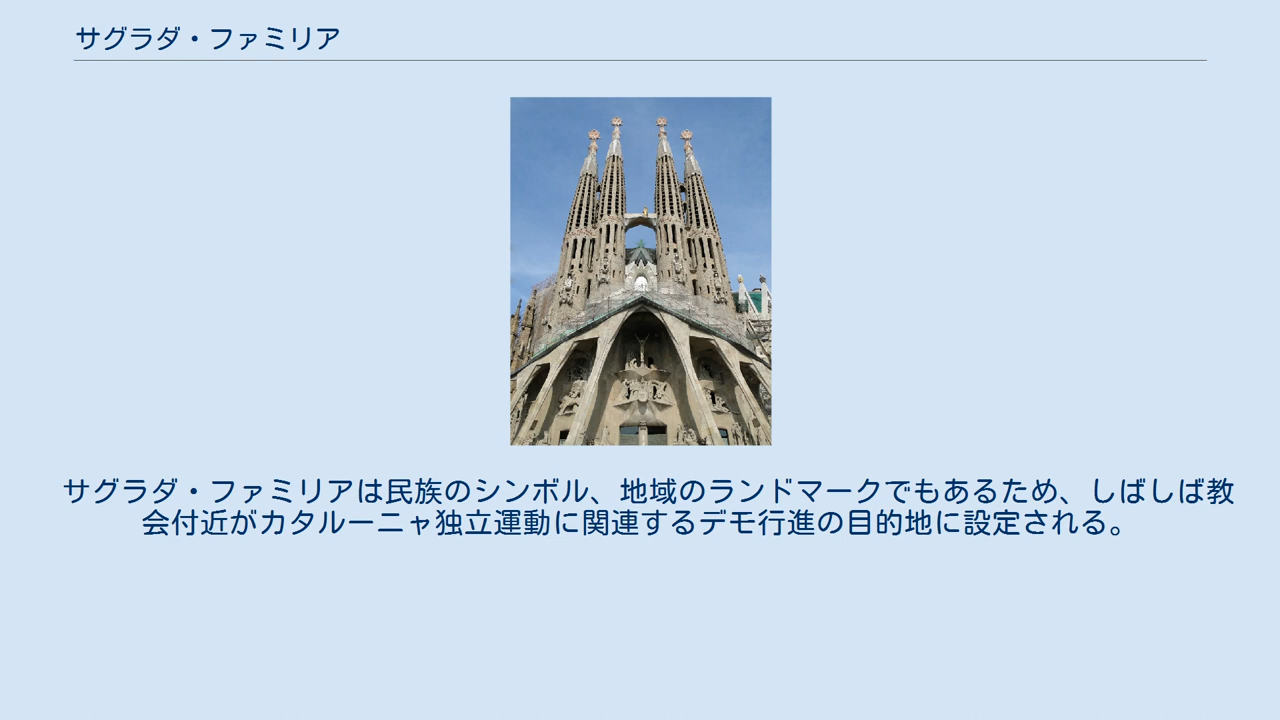 サグラダ・ファミリア
サグラダ・ファミリアは民族のシンボル、地域のランドマークでもあるため、しばしば教
会付近がカタルーニャ独立運動に関連するデモ行進の目的地に設定される。